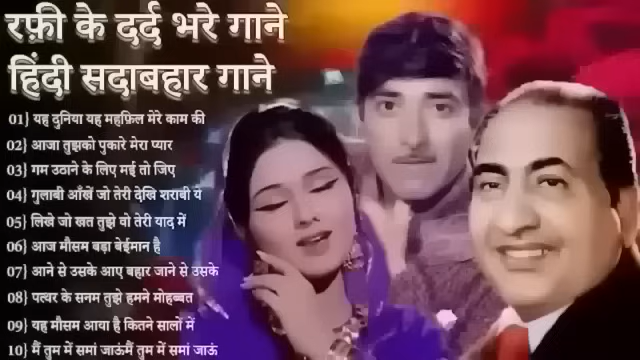 रफ़ी के दर्द भरे गाने
हिंदी सदाबहार गाने
01} यह दुनिया यह महफ़िल मेरे काम की
02} आजा तुझको पुकारे मेरा प्यार
03} गम उठाने के लिए मई तो जिए
04} गुलाबी आँखें जो तेरी देखि शराबी ये
05} लिखे जो खत तुझे वो तेरी याद में
06} आज मौसम बड़ा बेईमान है
07} आने से उसके आए बहार जाने से उसके
08} पत्थर के सनम तुझे हमने मोहब्बत
09} यह मौसम आया है कितने सालों में
10} मैं तुम में समां जाऊंमैं तुम में समां जाऊं